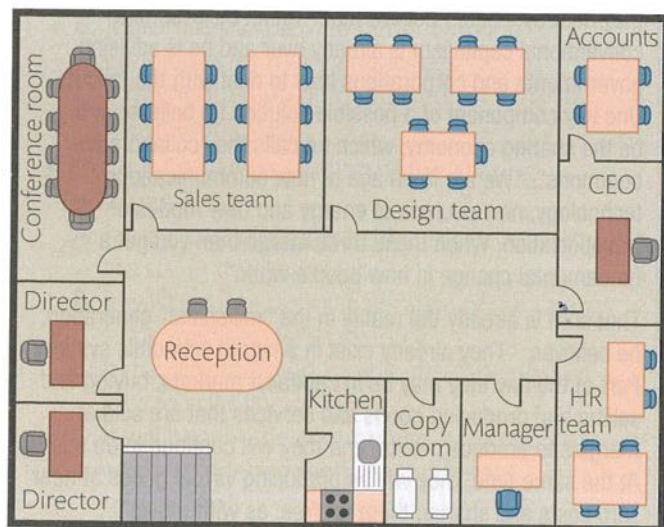 Conference room
Sales team
Design team
Accounts
CEO
Director
Reception
Director
Kitchen
Copy
room
Manager
HR
team